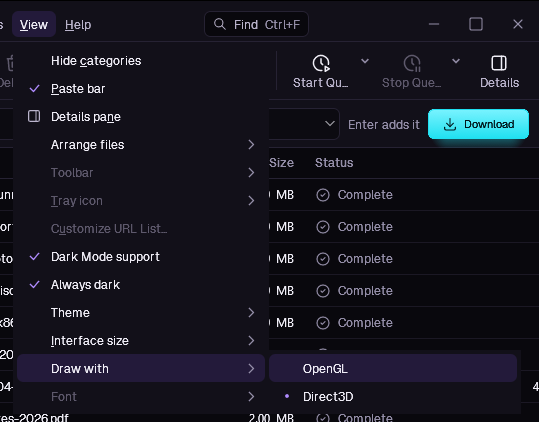 View Help Find Ctrl+F
Hide categories
Paste bar
Details pane
Arrange files
Toolbar
Tray icon
Customize URL List...
Dark Mode support
Always dark
Theme
Interface size
Draw with
Font
OpenGL
Direct3D
Start Qu... Stop Que... Details
Enter adds it Download
Size Status
MB Complete
MB Complete
MB Complete
MB Complete
MB Complete
2.00 MB Complete